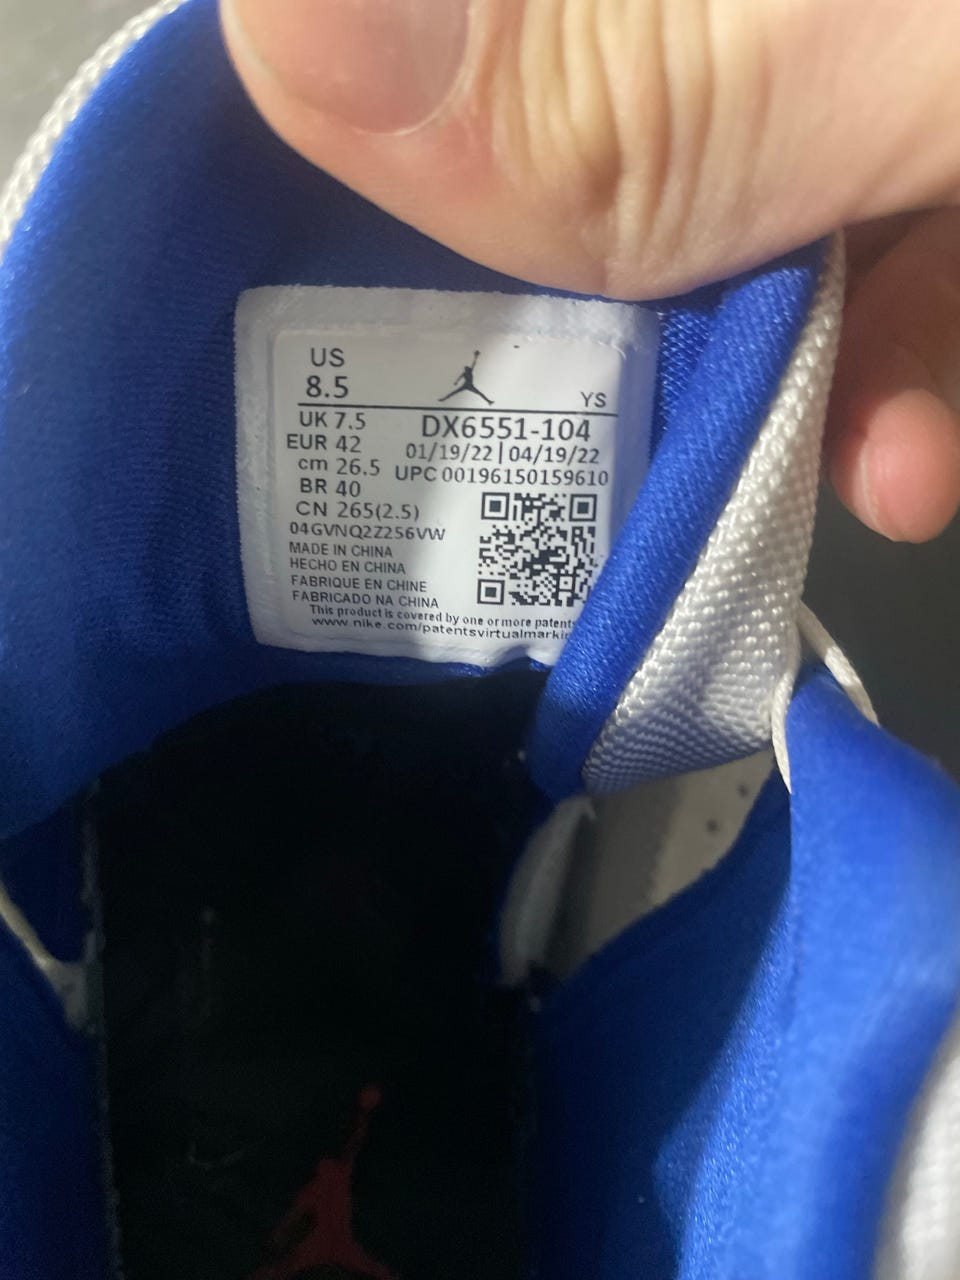 US
8.5
YS
UK 7.5
EUR 42
cm 26.5
BR 40
CN 265(2.5)
DX6551-104
01/19/22 | 04/19/22
UPC 00196150159610
04GVNQ2Z256VW
MADE IN CHINA
HECHO EN CHINA
FABRIQUE EN CHINE
FABRICADO NA CHINA
This product is covered by one or more patents
www.nike.com/patentsvirtualmarkin